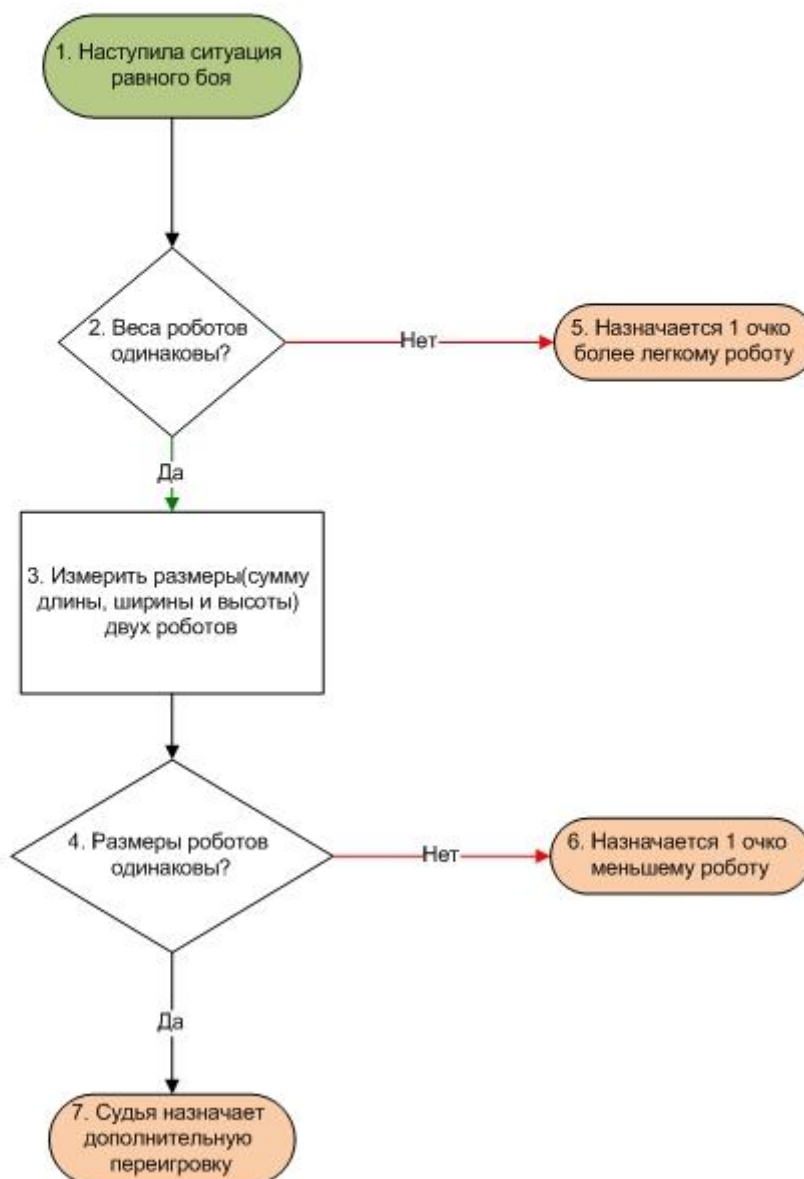 1. Наступила ситуация
равного боя
2. Веса роботов
одинаковы?
Нет
5. Назначается 1 очко
более легкому роботу
Да
3. Измерить размеры(сумму
длины, ширины и высоты)
двух роботов
4. Размеры роботов
одинаковы?
Нет
6. Назначается 1 очко
меньшему роботу
Да
7. Судья назначает
дополнительную
переигровку